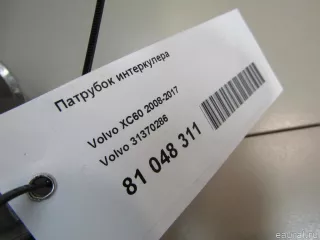 Патрубок интеркулера
Volvo XC60 2008-2017
Volvo 31370286
81 048 311